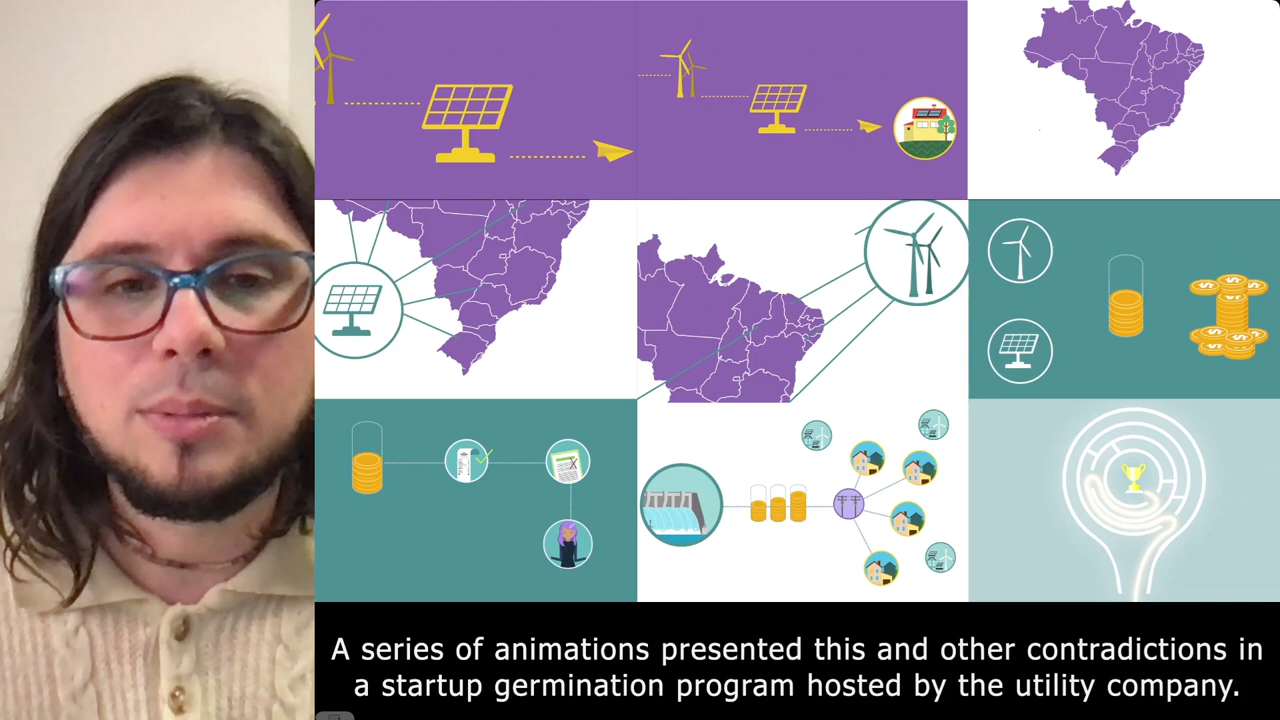 A series of animations presented this and other contradictions in
a startup germination program hosted by the utility company.